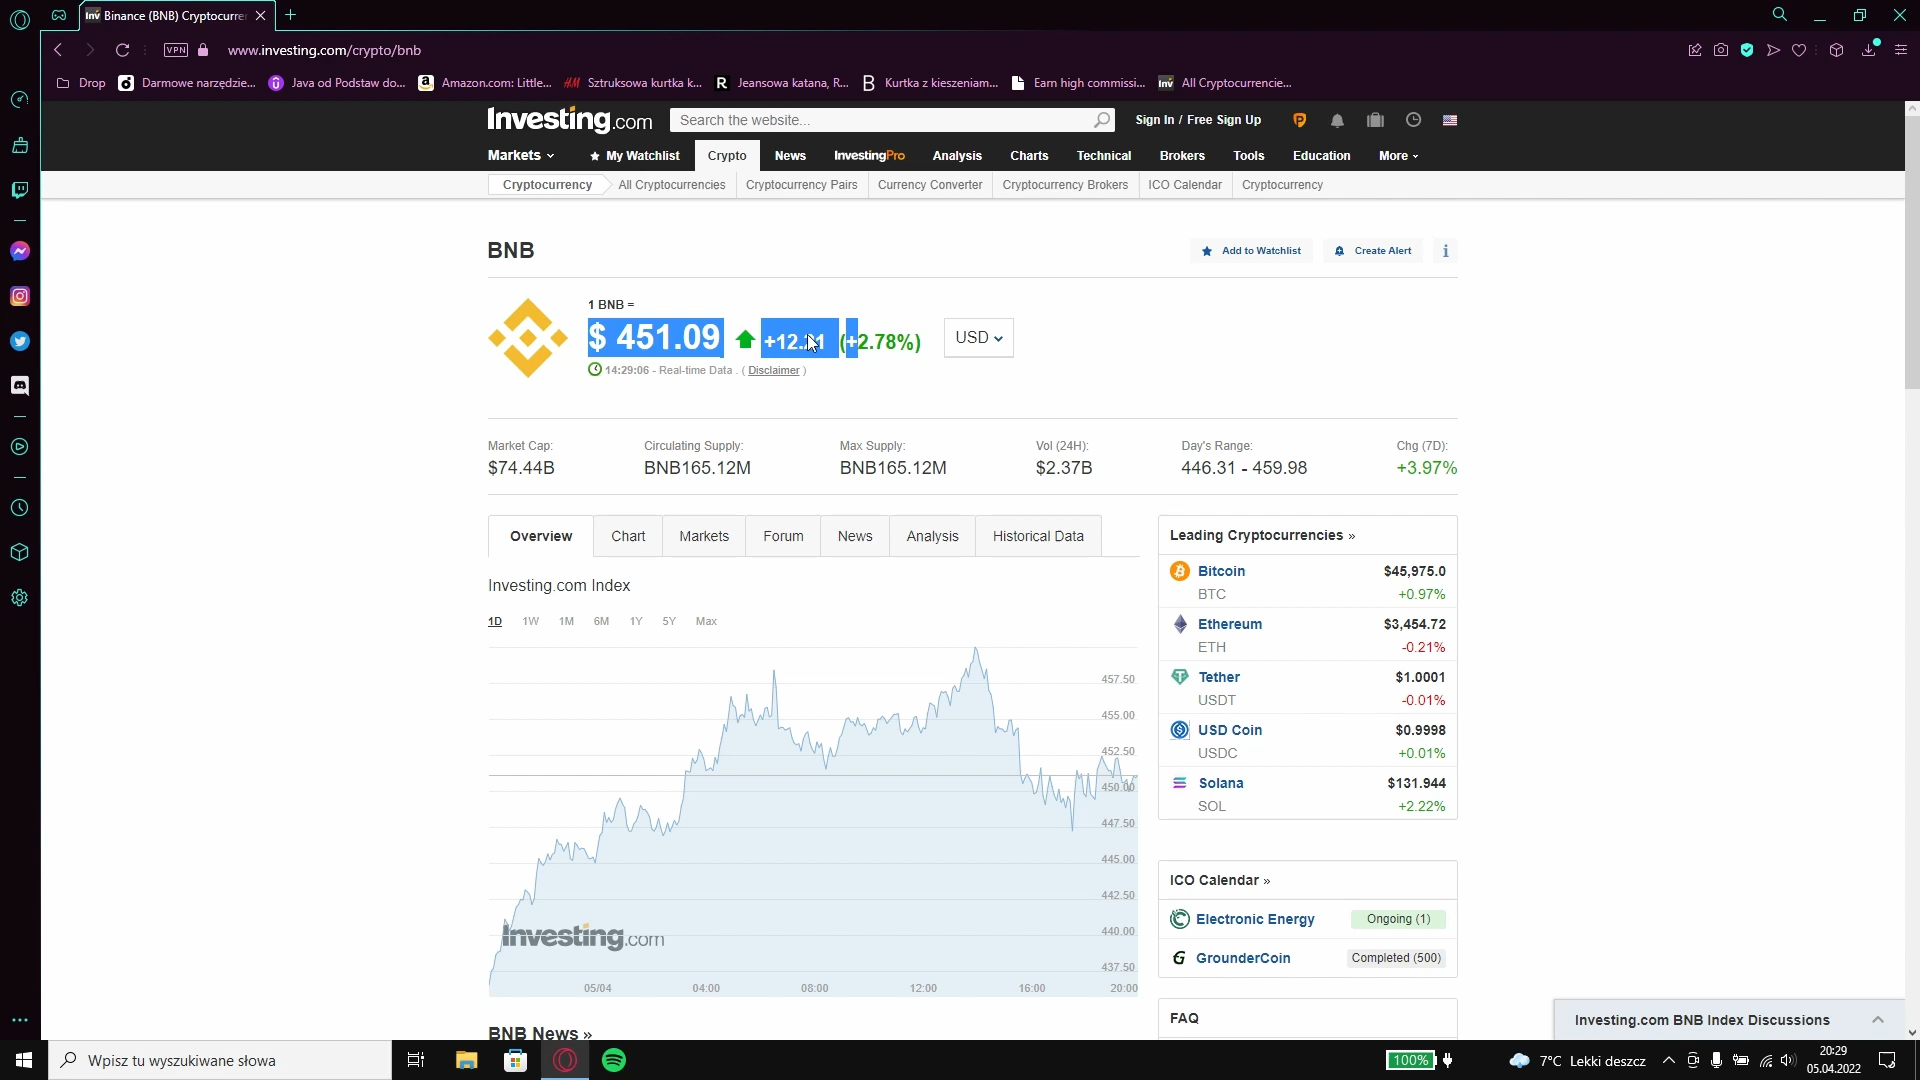 Binance (BNB) Cryptocurre
VPN
www.investing.com/crypto/bnb
Drop
Darmowe narzędzie...
Java od Podstaw do...
Amazon.com: Little...
Sztruksowa kurtka k...
Jeansowa katana, R...
Kurtka z kieszeniam...
Earn high commissi...
All Cryptocurrencie...
Investing.com
Search the website...
Sign In / Free Sign Up
Markets
My Watchlist
Crypto
News
InvestingPro
Analysis
Charts
Technical
Brokers
Tools
Education
More
Cryptocurrency
All Cryptocurrencies
Cryptocurrency Pairs
Currency Converter
Cryptocurrency Brokers
ICO Calendar
Cryptocurrency
BNB
Add to Watchlist
Create Alert
1 BNB =
$ 451.09
(+2.78%)
USD
14:29:06 - Real-time Data . ( Disclaimer )
Market Cap:
$74.44B
Circulating Supply:
BNB165.12M
Max Supply:
BNB165.12M
Vol (24H):
$2.37B
Day's Range:
446.31 - 459.98
Chg (7D):
+3.97%
Overview
Chart
Markets
Forum
News
Analysis
Historical Data
Investing.com Index
1D
1W
1M
6M
1Y
5Y
Max
457.50
455.00
452.50
450.00
447.50
445.00
442.50
440.00
437.50
Investing.com
05/04
04:00
08:00
12:00
16:00
20:00
BNB News »
Leading Cryptocurrencies »
Bitcoin
$45,975.0
BTC
+0.97%
Ethereum
$3,454.72
ETH
-0.21%
Tether
$1.0001
USDT
-0.01%
USD Coin
$0.9998
USDC
+0.01%
Solana
$131.944
SOL
+2.22%
ICO Calendar »
Electronic Energy
Ongoing (1)
GrounderCoin
Completed (500)
FAQ
Investing.com BNB Index Discussions
Wpisz tu wyszukiwane słowa
100%
7°C Lekki deszcz
20:29
05.04.2022